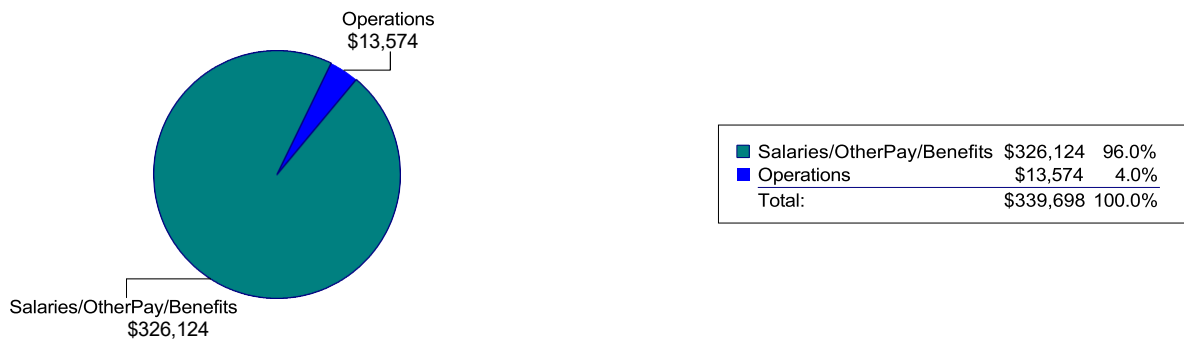 Operations
$13,574
Salaries/OtherPay/Benefits $326,124 96.0%
Operations $13,574 4.0%
Total: $339,698 100.0%
Salaries/OtherPay/Benefits
$326,124